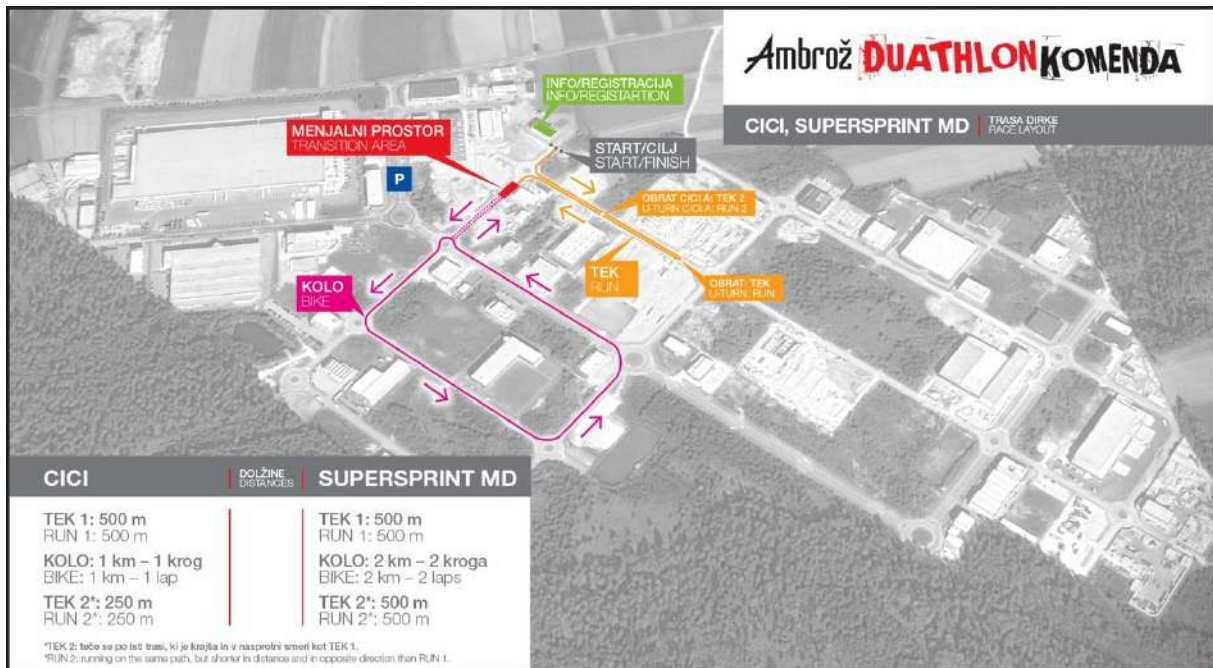 Ambrož DUATHLON KOMENDA
CICI, SUPERSPRINT MD
TRASA DIRKE
RACE LAYOUT
INFO/REGISTRACIJA
INFO/REGISTARTION
MENJALNI PROSTOR
TRANSITION AREA
START/CILJ
START/FINISH
P
OBRAT CICI A: TEK 2
U-TURN CICI A: RUN 2
TEK
RUN
OBRAT: TEK
U-TURN: RUN
KOLO
BIKE
CICI
DOLŽINE
DISTANCES
SUPERSPRINT MD
TEK 1: 500 m
RUN 1: 500 m
KOLO: 1 km – 1 krog
BIKE: 1 km – 1 lap
TEK 2*: 250 m
RUN 2*: 250 m
TEK 1: 500 m
RUN 1: 500 m
KOLO: 2 km – 2 kroga
BIKE: 2 km – 2 laps
TEK 2*: 500 m
RUN 2*: 500 m
*TEK 2: teče se po isti trasi, ki je krajša in v nasprotni smeri kot TEK 1.
*RUN 2: running on the same path, but shorter in distance and in opposite direction then RUN 1.